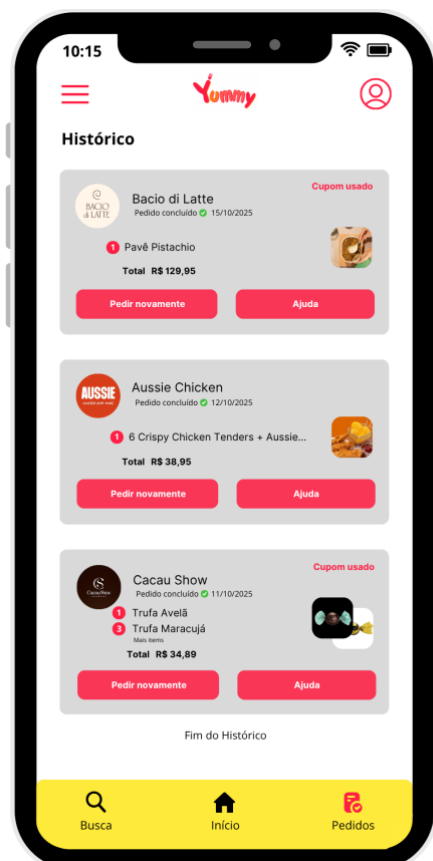 10:15
Yummy
Histórico
Cupom usado
BACIO di LATTE
Bacio di Latte
Pedido concluído 15/10/2025
1 Pavê Pistachio
Total R$ 129,95
Pedir novamente Ajuda
AUSSIE
Aussie Chicken
Pedido concluído 12/10/2025
1 6 Crispy Chicken Tenders + Aussie...
Total R$ 38,95
Pedir novamente Ajuda
Cupom usado
CacauShow
Cacau Show
Pedido concluído 11/10/2025
1 Trufa Avelã
3 Trufa Maracujá
Mais items
Total R$ 34,89
Pedir novamente Ajuda
Fim do Histórico
Busca Início Pedidos